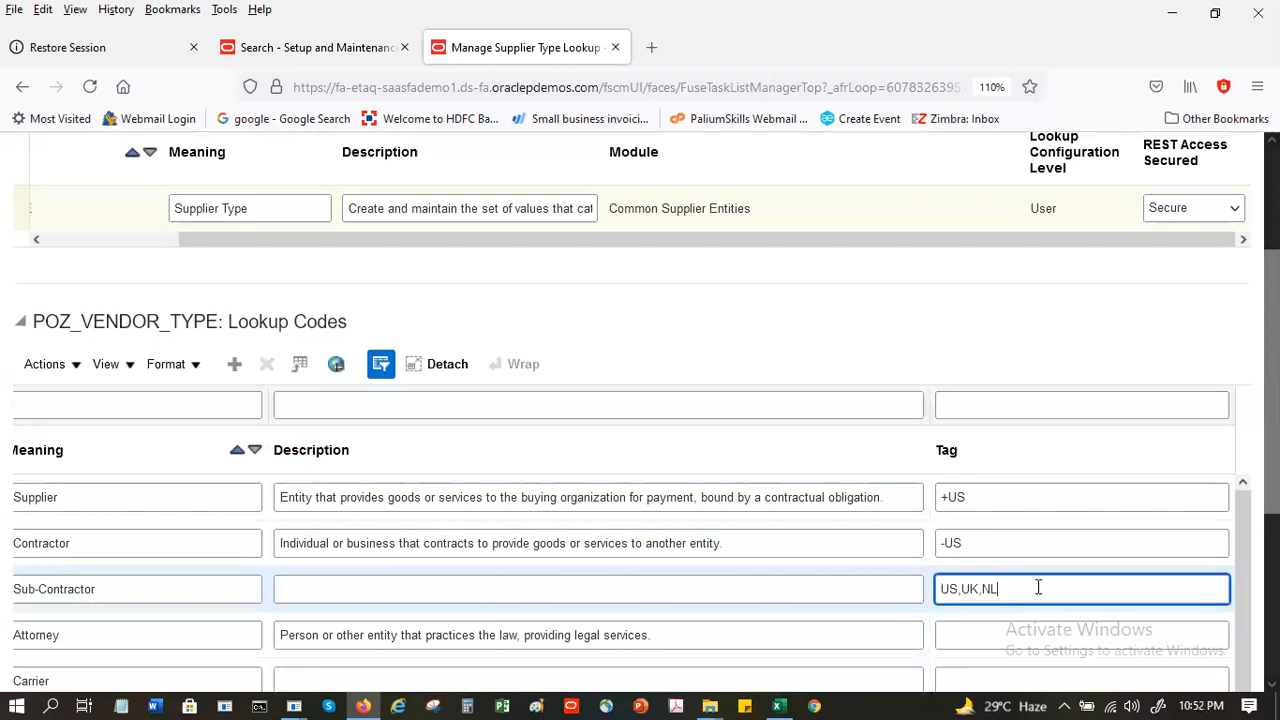 File Edit View History Bookmarks Tools Help
Restore Session
Search - Setup and Maintenance
Manage Supplier Type Lookup -
https://fa-etaq-saasfademo1.ds-fa.oracledemos.com/fscmUI/faces/FuseTaskListManagerTop?_afrLoop=6078326395
110%
Most Visited
Webmail Login
google - Google Search
Welcome to HDFC Ba...
Small business invoici...
PaliumSkills Webmail ...
Create Event
Zimbra: Inbox
Other Bookmarks
Meaning
Description
Module
Lookup
Configuration
Level
REST Access
Secured
Supplier Type
Create and maintain the set of values that cat
Common Supplier Entities
User
Secure
POZ_VENDOR_TYPE: Lookup Codes
Actions View Format Detach Wrap
Meaning Description Tag
Supplier
Entity that provides goods or services to the buying organization for payment, bound by a contractual obligation.
+US
Contractor
Individual or business that contracts to provide goods or services to another entity.
-US
Sub-Contractor
US,UK,NL
Attorney
Person or other entity that practices the law, providing legal services.
Carrier
Activate Windows
Go to Settings to activate Windows.
29°C Haze
10:52 PM